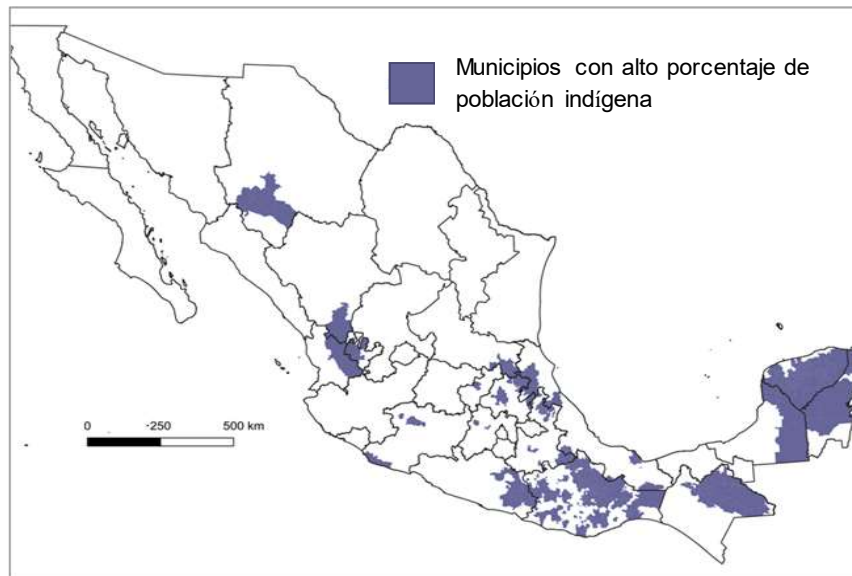 Municipios con alto porcentaje de
población indígena
0 -250 500 km